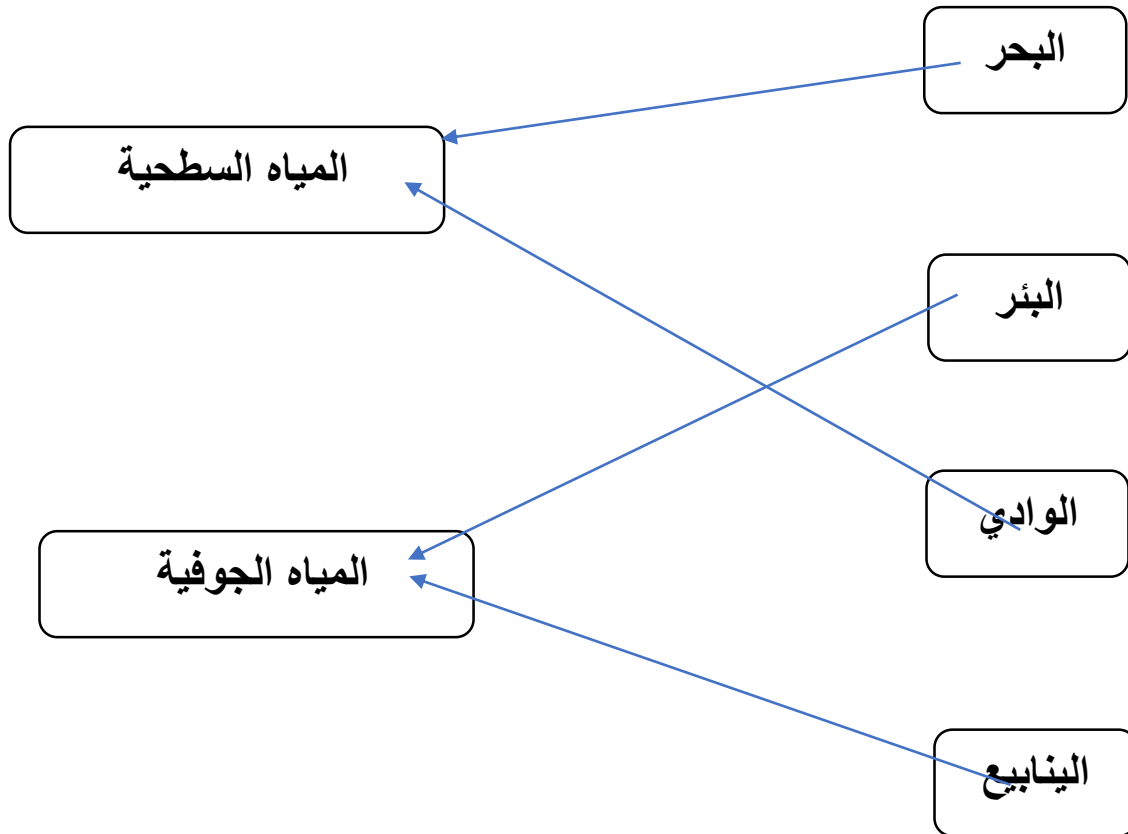 البحر
المياه السطحية
البئر
الوادي
المياه الجوفية
الينابيع